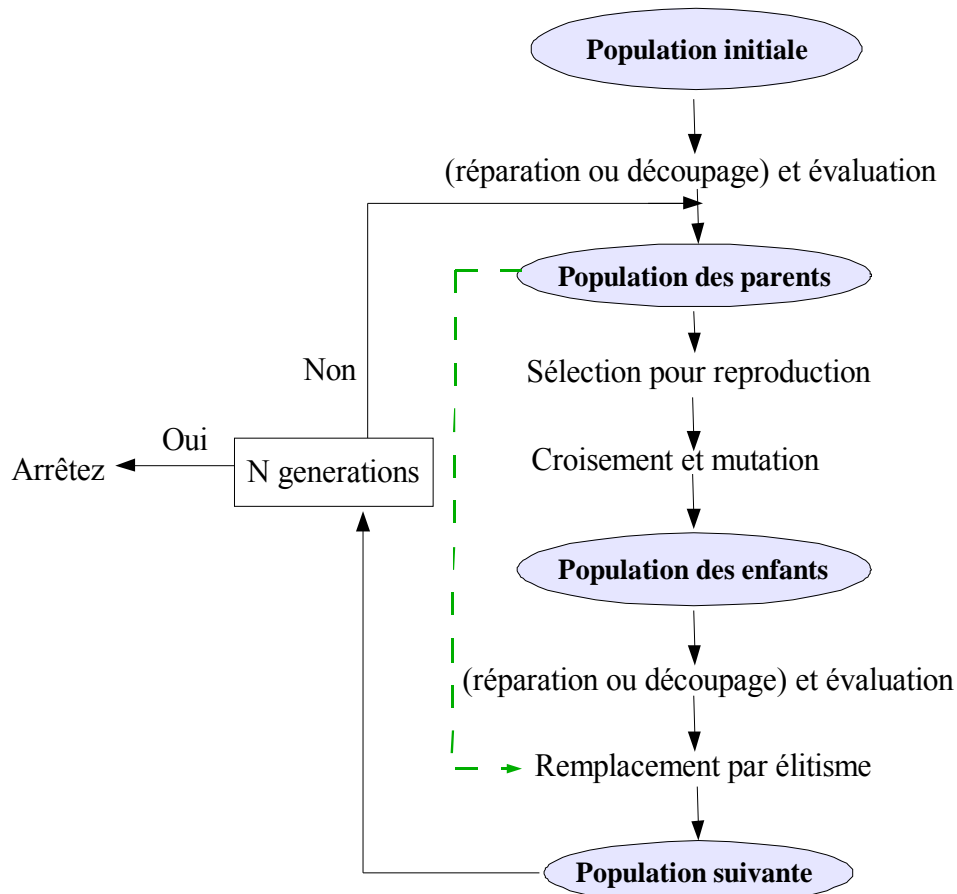 Population initiale
(réparation ou découpage) et évaluation
Population des parents
Non
Sélection pour reproduction
Oui
Arrêtez
N generations
Croisement et mutation
Population des enfants
(réparation ou découpage) et évaluation
Remplacement par élitisme
Population suivante